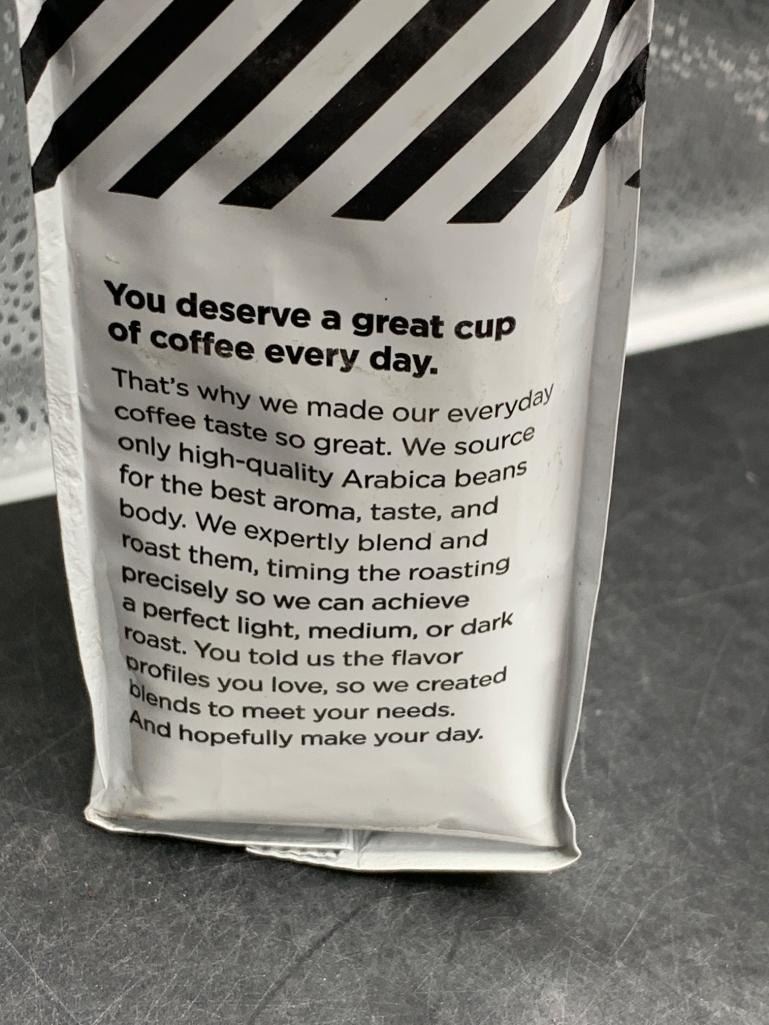 You deserve a great cup
of coffee every day.
That's why we made our everyday
coffee taste so great. We source
only high-quality Arabica beans
for the best aroma, taste, and
body. We expertly blend and
roast them, timing the roasting
precisely so we can achieve
a perfect light, medium, or dark
roast. You told us the flavor
profiles you love, so we created
blends to meet your needs.
And hopefully make your day.